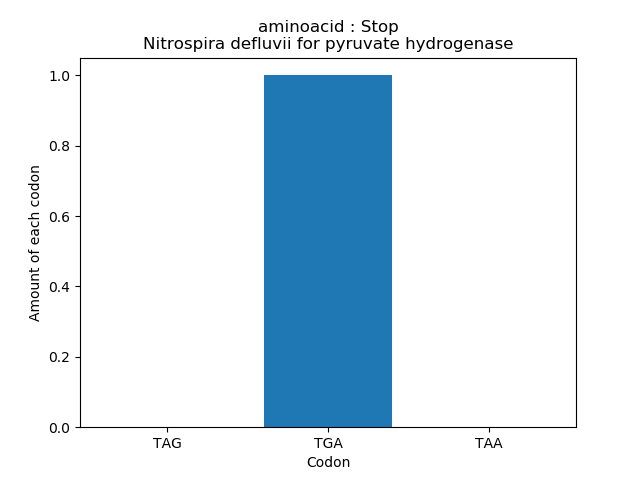 aminoacid : Stop
Nitrospira defluvii for pyruvate hydrogenase
1.0
0.8
0.6
0.4
0.2
0.0
Amount of each codon
TAG TGA TAA
Codon